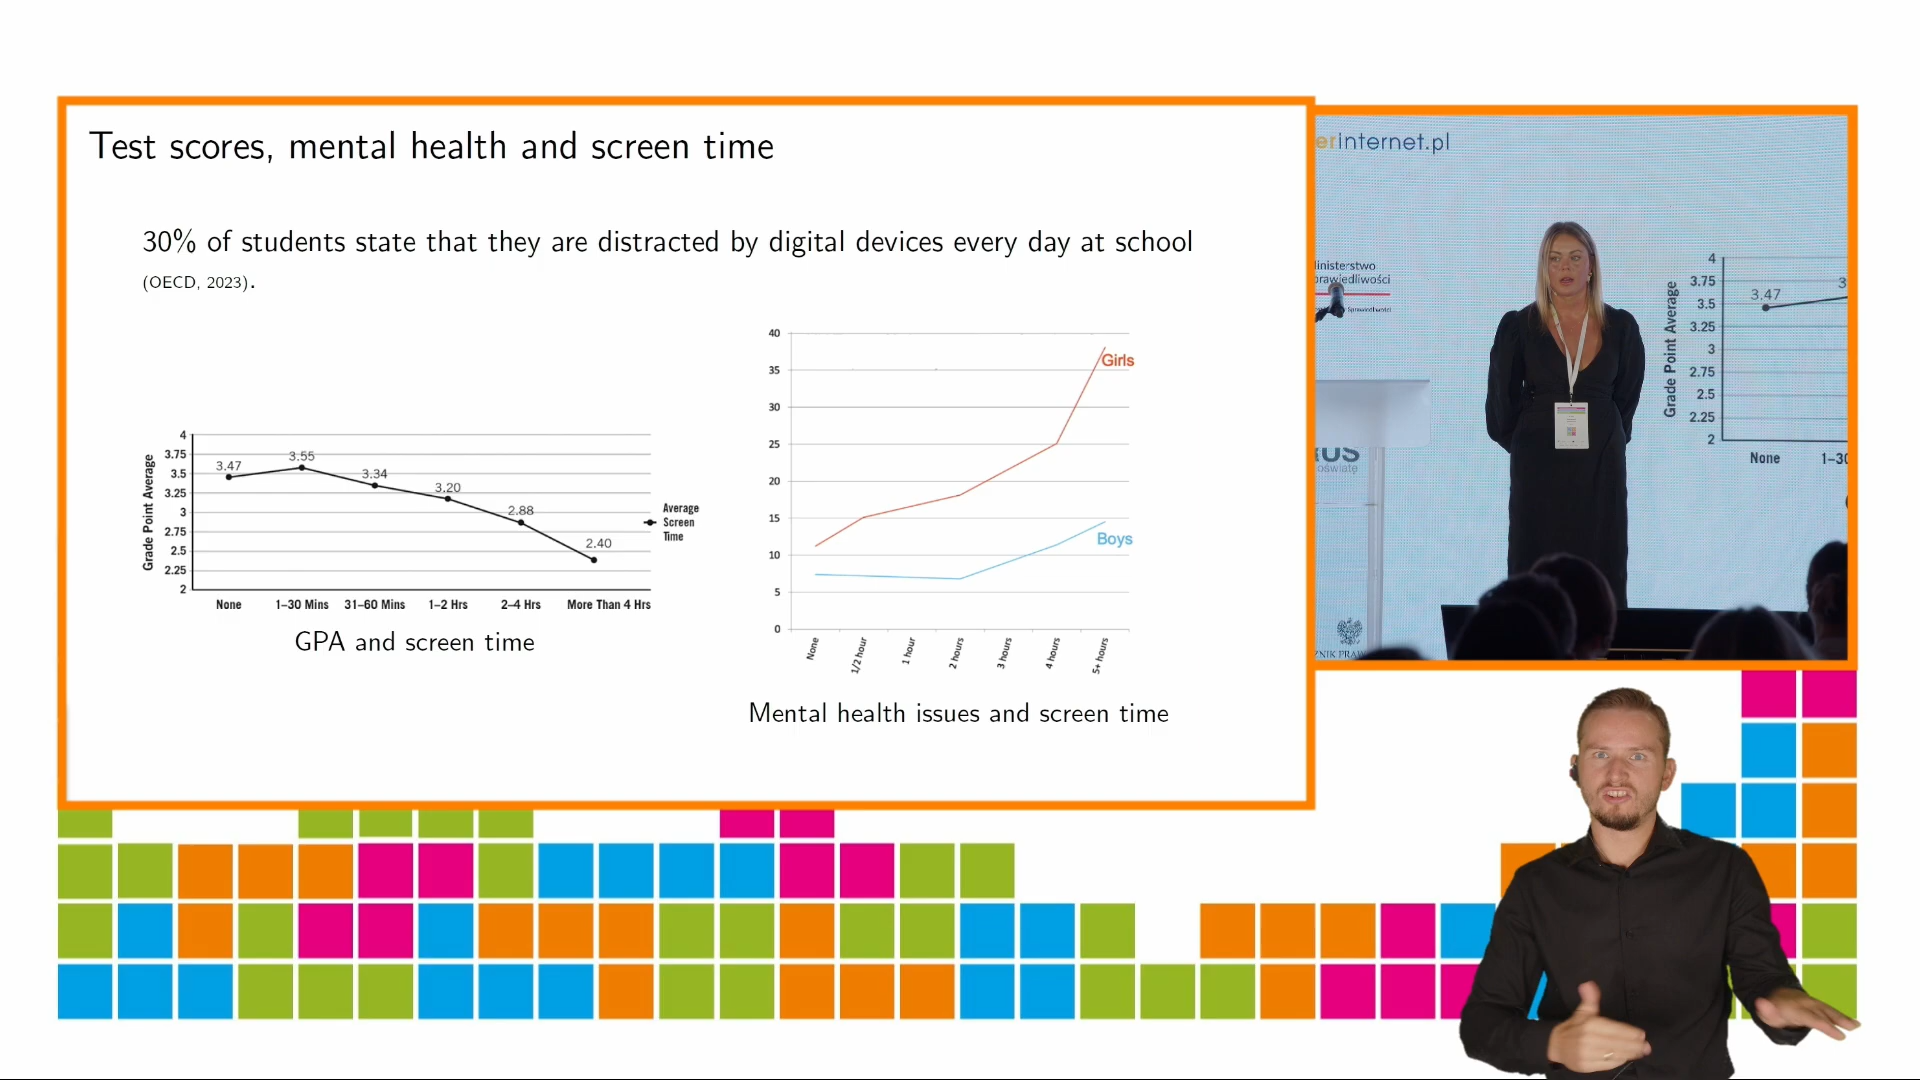 Test scores, mental health and screen time
30% of students state that they are distracted by digital devices every day at school
(OECD, 2023).
Grade Point Average
4
3.75
3.5
3.25
3
2.75
2.5
2.25
2
3.47
3.55
3.34
3.20
2.88
2.40
Average
Screen
Time
None
1–30 Mins
31–60 Mins
1–2 Hrs
2–4 Hrs
More Than 4 Hrs
GPA and screen time
40
35
30
25
20
15
10
5
0
Girls
Boys
None
1/2 hour
1 hour
2 hours
3 hours
4 hours
5+ hours
Mental health issues and screen time
erinternet.pl
inisterstwo
prawiedliwości
Sprawiedliwości
RUS
oświatę
ZNIK PRAW
Grade Point Average
4
3.75
3.5
3.25
3
2.75
2.5
2.25
2
3.47
3
None
1–30